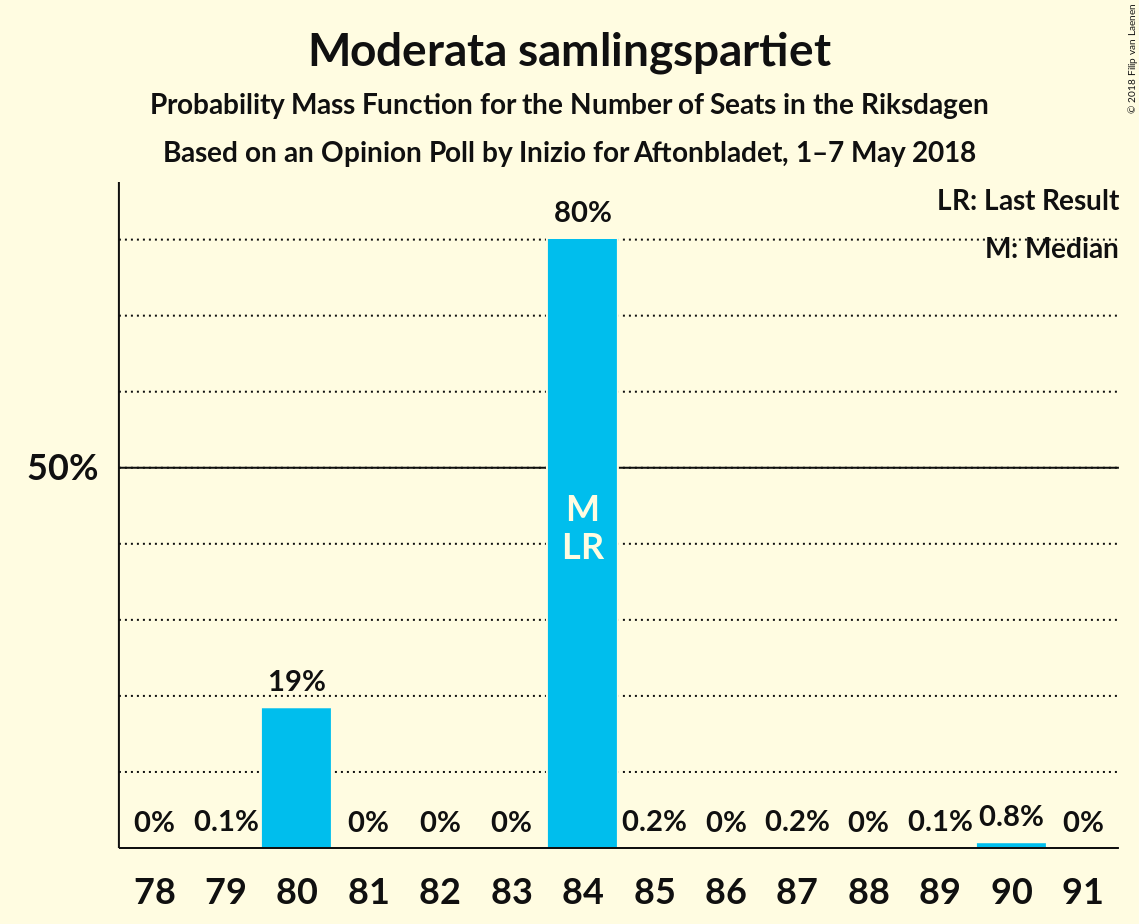 Moderata samlingspartiet
Probability Mass Function for the Number of Seats in the Riksdagen
Based on an Opinion Poll by Inizio for Aftonbladet, 1–7 May 2018
© 2018 Filip van Laenen
LR: Last Result
M: Median
80%
50%
M
LR
19%
0% 0.1% 0% 0% 0% 0.2% 0% 0.2% 0% 0.1% 0.8% 0%
78 79 80 81 82 83 84 85 86 87 88 89 90 91